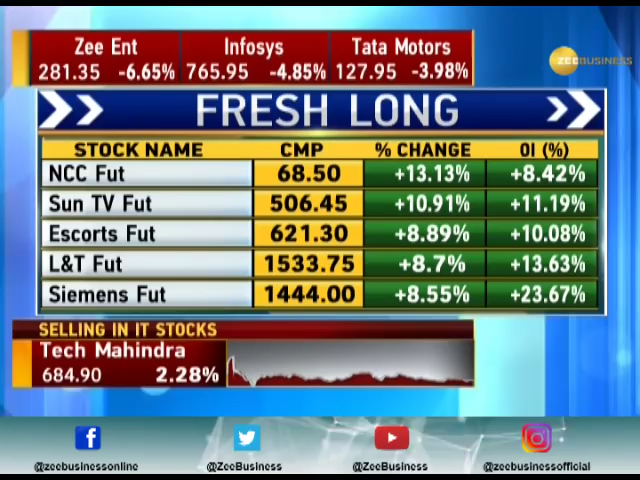 Zee Ent Infosys Tata Motors
281.35 -6.65% 765.95 -4.85% 127.95 -3.98%
ZEEBUSINESS
FRESH LONG
STOCK NAME CMP % CHANGE OI (%)
NCC Fut 68.50 +13.13% +8.42%
Sun TV Fut 506.45 +10.91% +11.19%
Escorts Fut 621.30 +8.89% +10.08%
L&T Fut 1533.75 +8.7% +13.63%
Siemens Fut 1444.00 +8.55% +23.67%
SELLING IN IT STOCKS
Tech Mahindra
684.90 2.28%
@zeebusinessonline @ZeeBusiness @ZeeBusiness @zeebusinessofficial